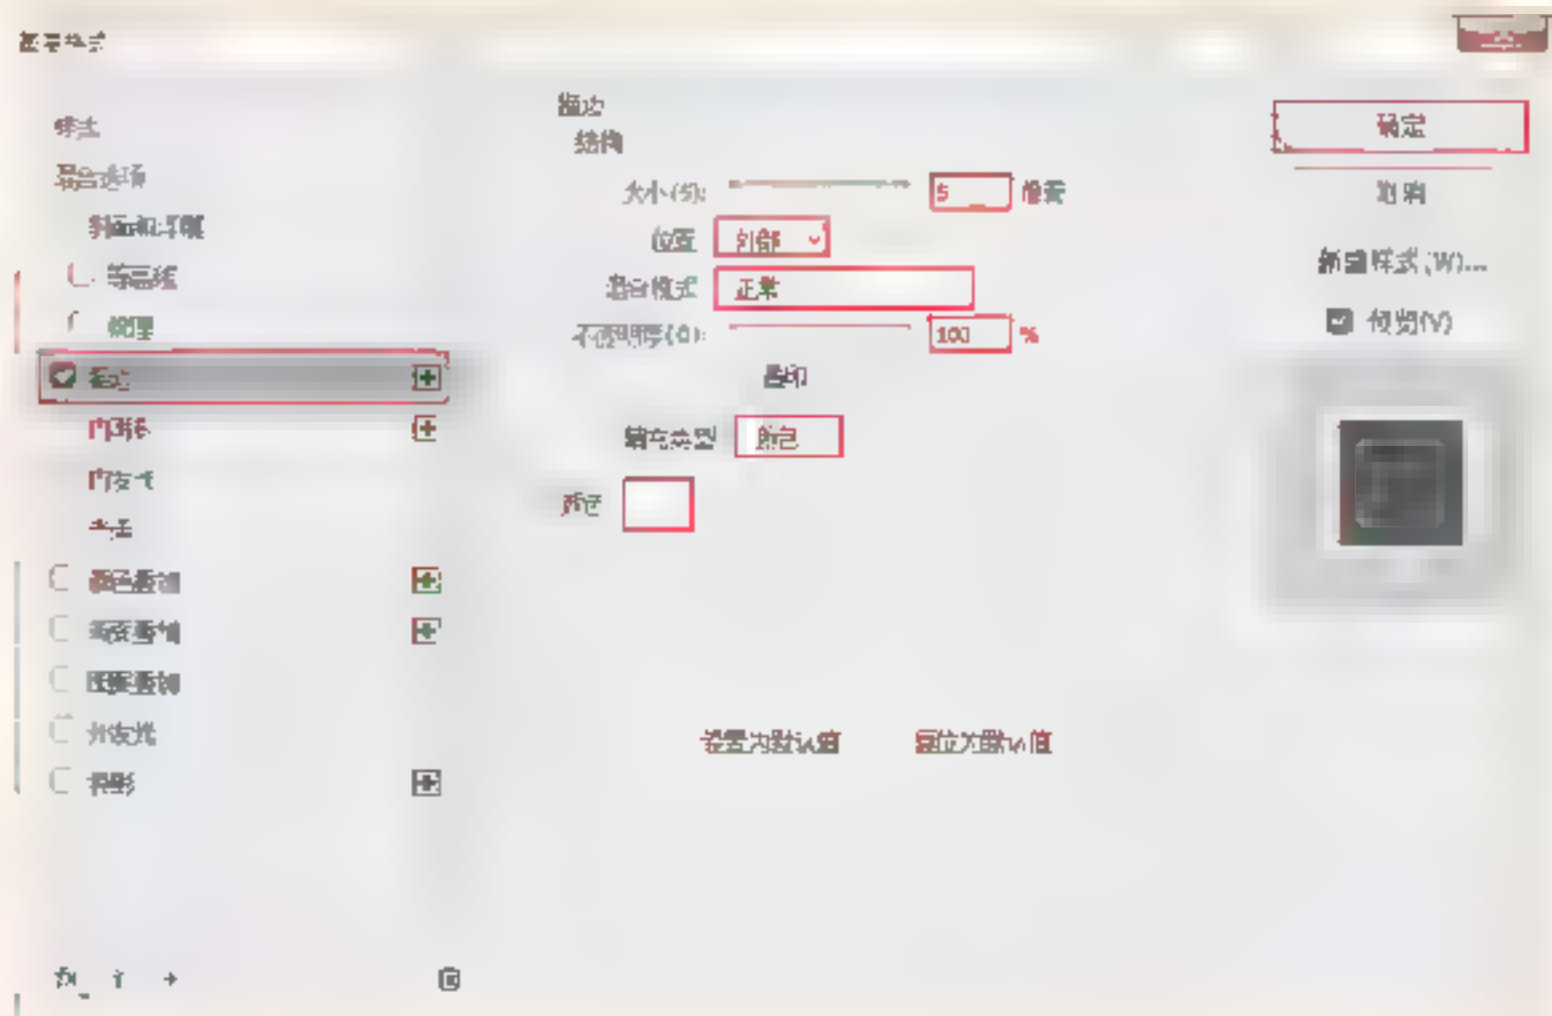 图层样式
样式
混合选项
斜面和浮雕
等高线
纹理
描边
内阴影
内发光
光泽
颜色叠加
渐变叠加
图案叠加
外发光
投影
描边
结构
大小(S): 5 像素
位置 外部
混合模式 正常
不透明度(O): 100 %
叠印
填充类型 颜色
颜色
设置为默认值 复位为默认值
确定
取消
新建样式(W)...
预览(V)